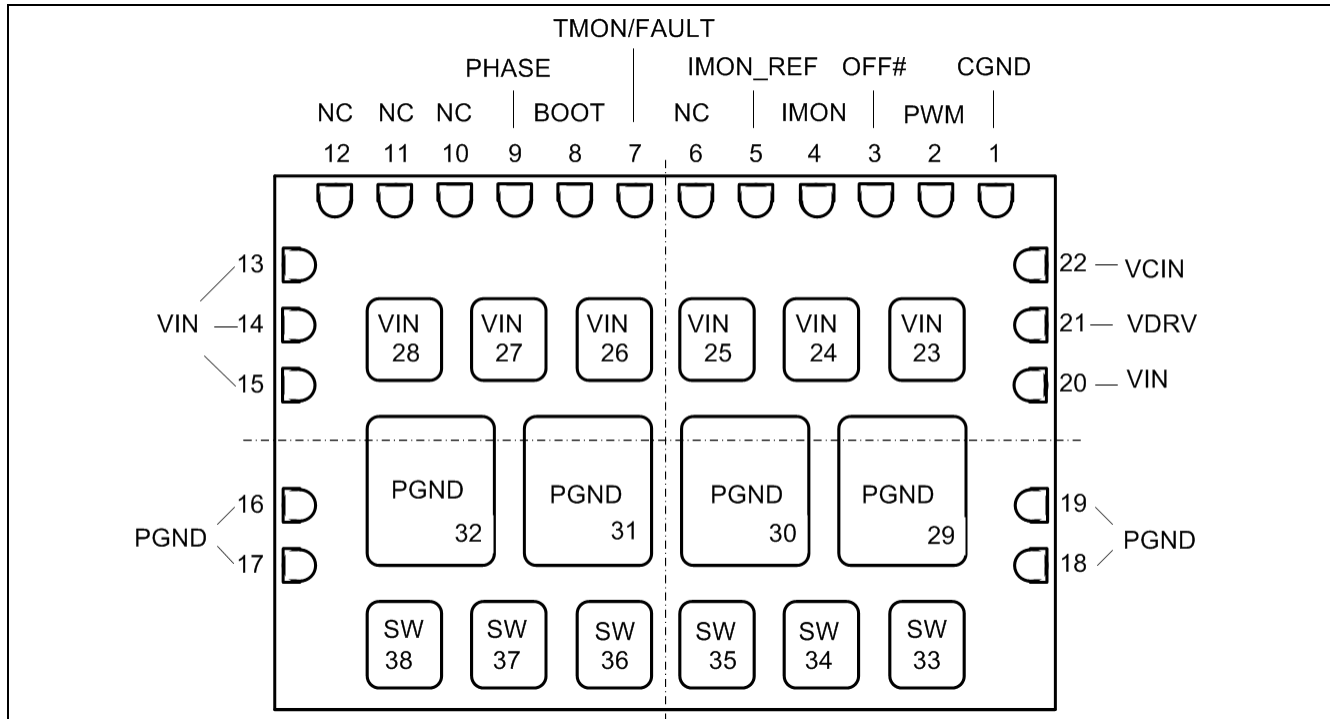 TMON/FAULT
PHASE IMON_REF OFF# CGND
NC NC NC BOOT NC IMON PWM
12 11 10 9 8 7 6 5 4 3 2 1
13 22 VCIN
VIN 14 21 VDRV
15 20 VIN
VIN VIN VIN VIN VIN VIN
28 27 26 25 24 23
PGND PGND PGND PGND
32 31 30 29
16 19
PGND PGND
17 18
SW SW SW SW SW SW
38 37 36 35 34 33